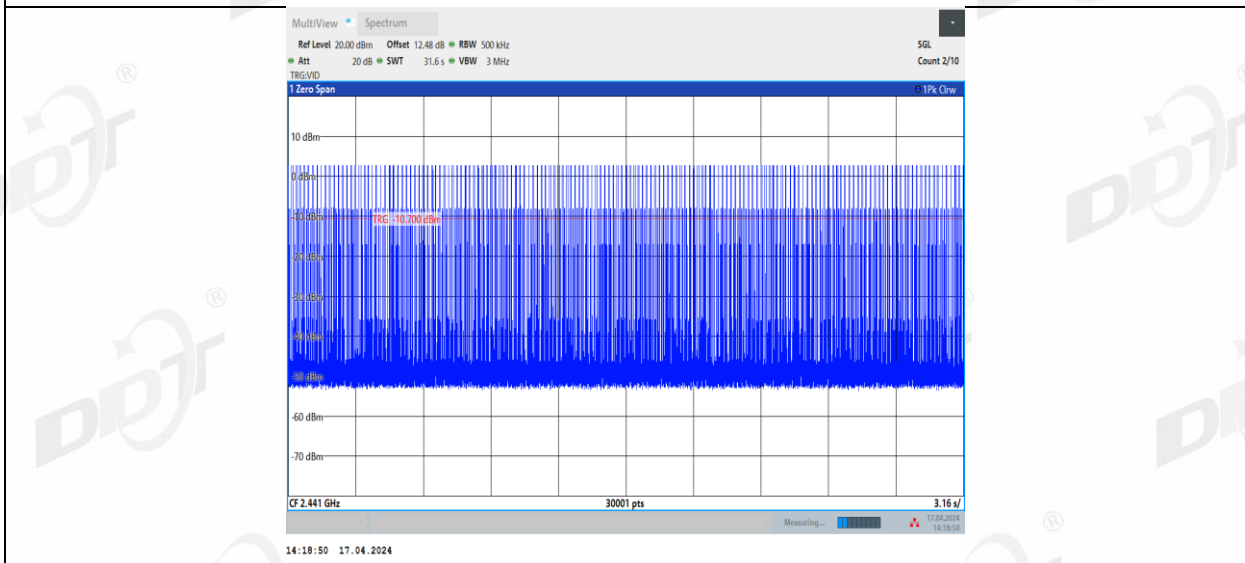 MultiView Spectrum
Ref Level 20.00 dBm Offset 12.48 dB RBW 500 kHz SGL
Att 20 dB SWT 31.6 s VBW 3 MHz Count 2/10
TRG:VID
1 Zero Span 1Pk Clrw
10 dBm
0 dBm
-10 dBm
TRG -10.700 dBm
-20 dBm
-30 dBm
-40 dBm
-50 dBm
-60 dBm
-70 dBm
CF 2.441 GHz 30001 pts 3.16 s/
Measuring... 17.04.2024
14:18:50
14:18:50 17.04.2024
DDT ®
DDT ®
DDT ®
DDT ®